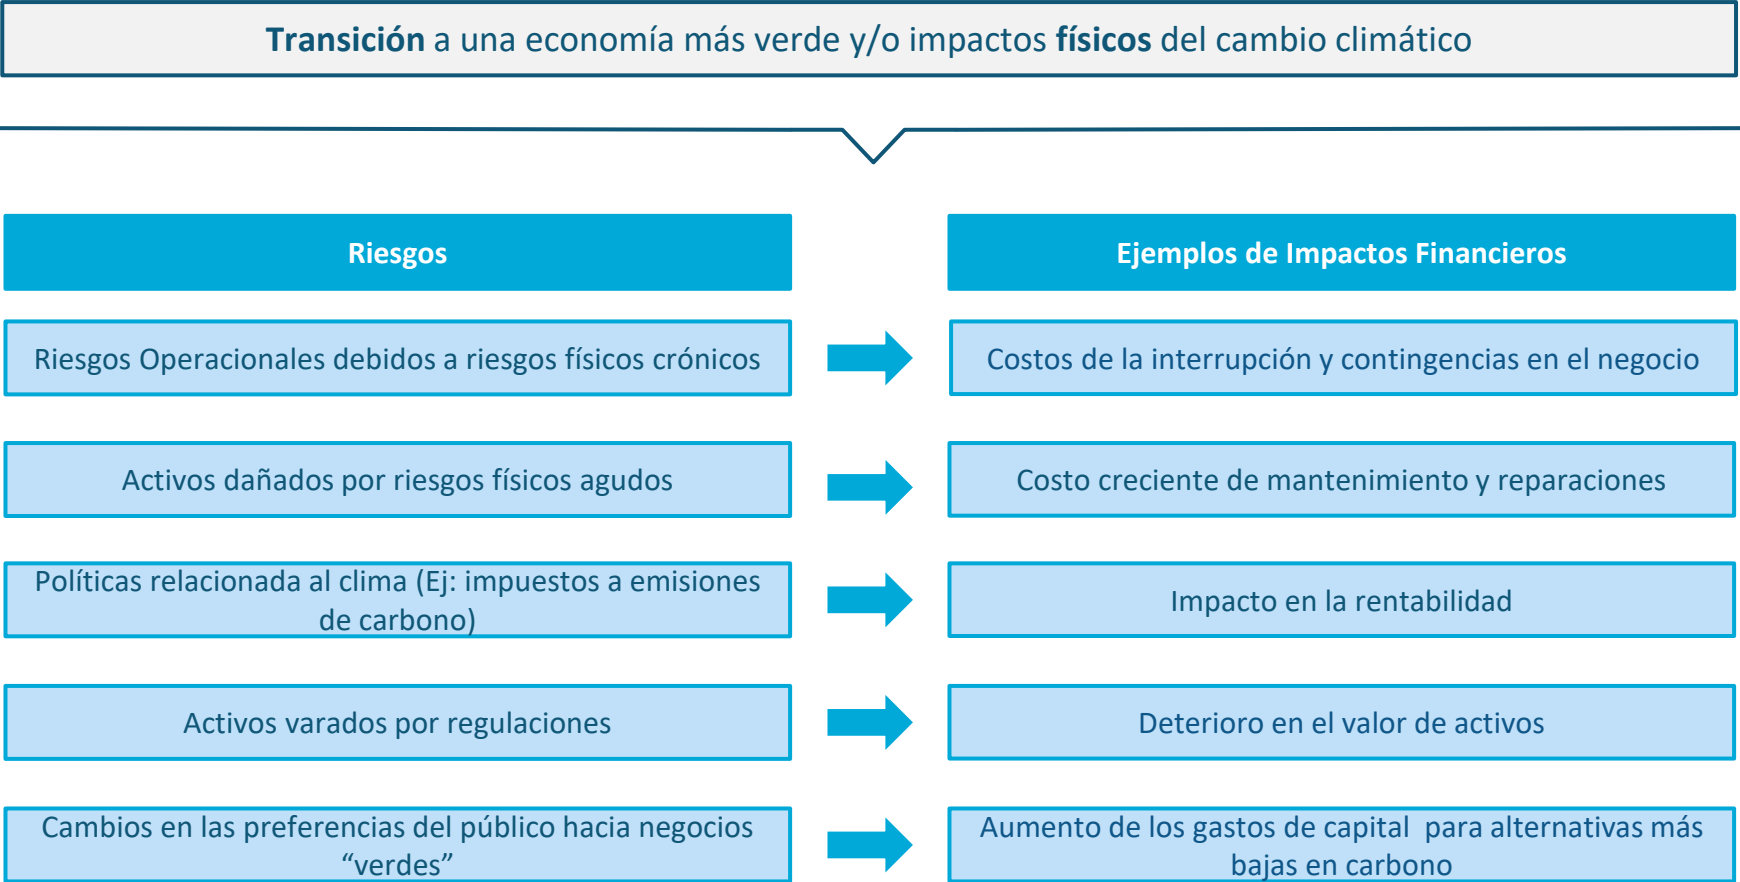 Transición a una economía más verde y/o impactos físicos del cambio climático
Riesgos
Ejemplos de Impactos Financieros
Riesgos Operacionales debidos a riesgos físicos crónicos
Costos de la interrupción y contingencias en el negocio
Activos dañados por riesgos físicos agudos
Costo creciente de mantenimiento y reparaciones
Políticas relacionada al clima (Ej: impuestos a emisiones
de carbono)
Impacto en la rentabilidad
Activos varados por regulaciones
Deterioro en el valor de activos
Cambios en las preferencias del público hacia negocios
“verdes”
Aumento de los gastos de capital para alternativas más
bajas en carbono